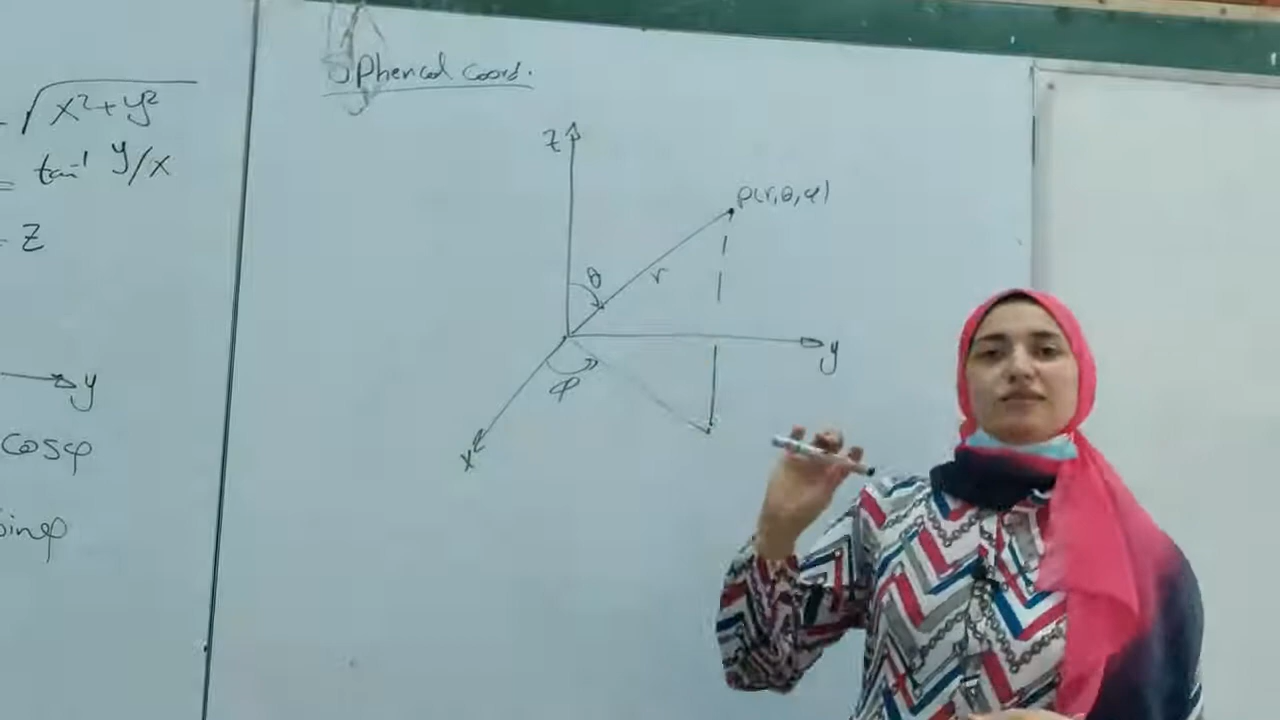 = √x²+y²
= tan⁻¹ y/x
= z
y
cosφ
sinφ
Spherical Coord.
z
P(r,θ,φ)
θ
r
y
φ
x